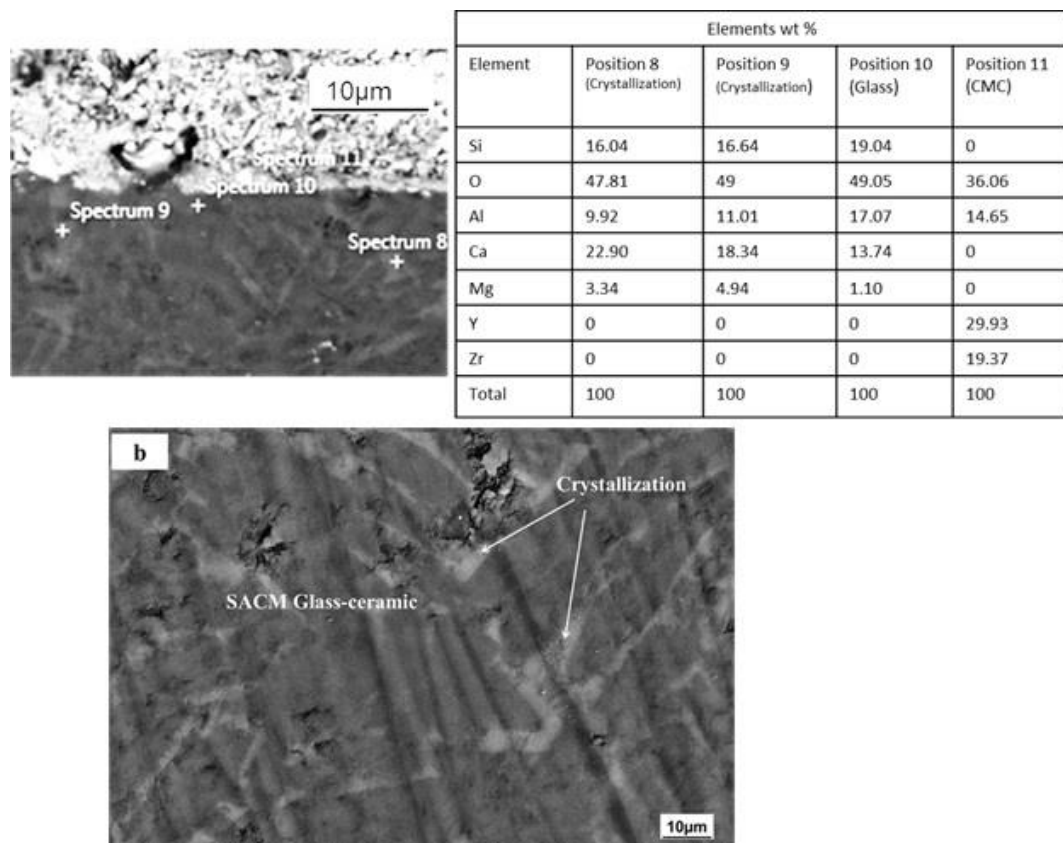 10µm
Spectrum 11
Spectrum 10
Spectrum 9
Spectrum 8
Elements wt %
Element Position 8 (Crystallization) Position 9 (Crystallization) Position 10 (Glass) Position 11 (CMC)
Si 16.04 16.64 19.04 0
O 47.81 49 49.05 36.06
Al 9.92 11.01 17.07 14.65
Ca 22.90 18.34 13.74 0
Mg 3.34 4.94 1.10 0
Y 0 0 0 29.93
Zr 0 0 0 19.37
Total 100 100 100 100
b
Crystallization
SACM Glass-ceramic
10µm